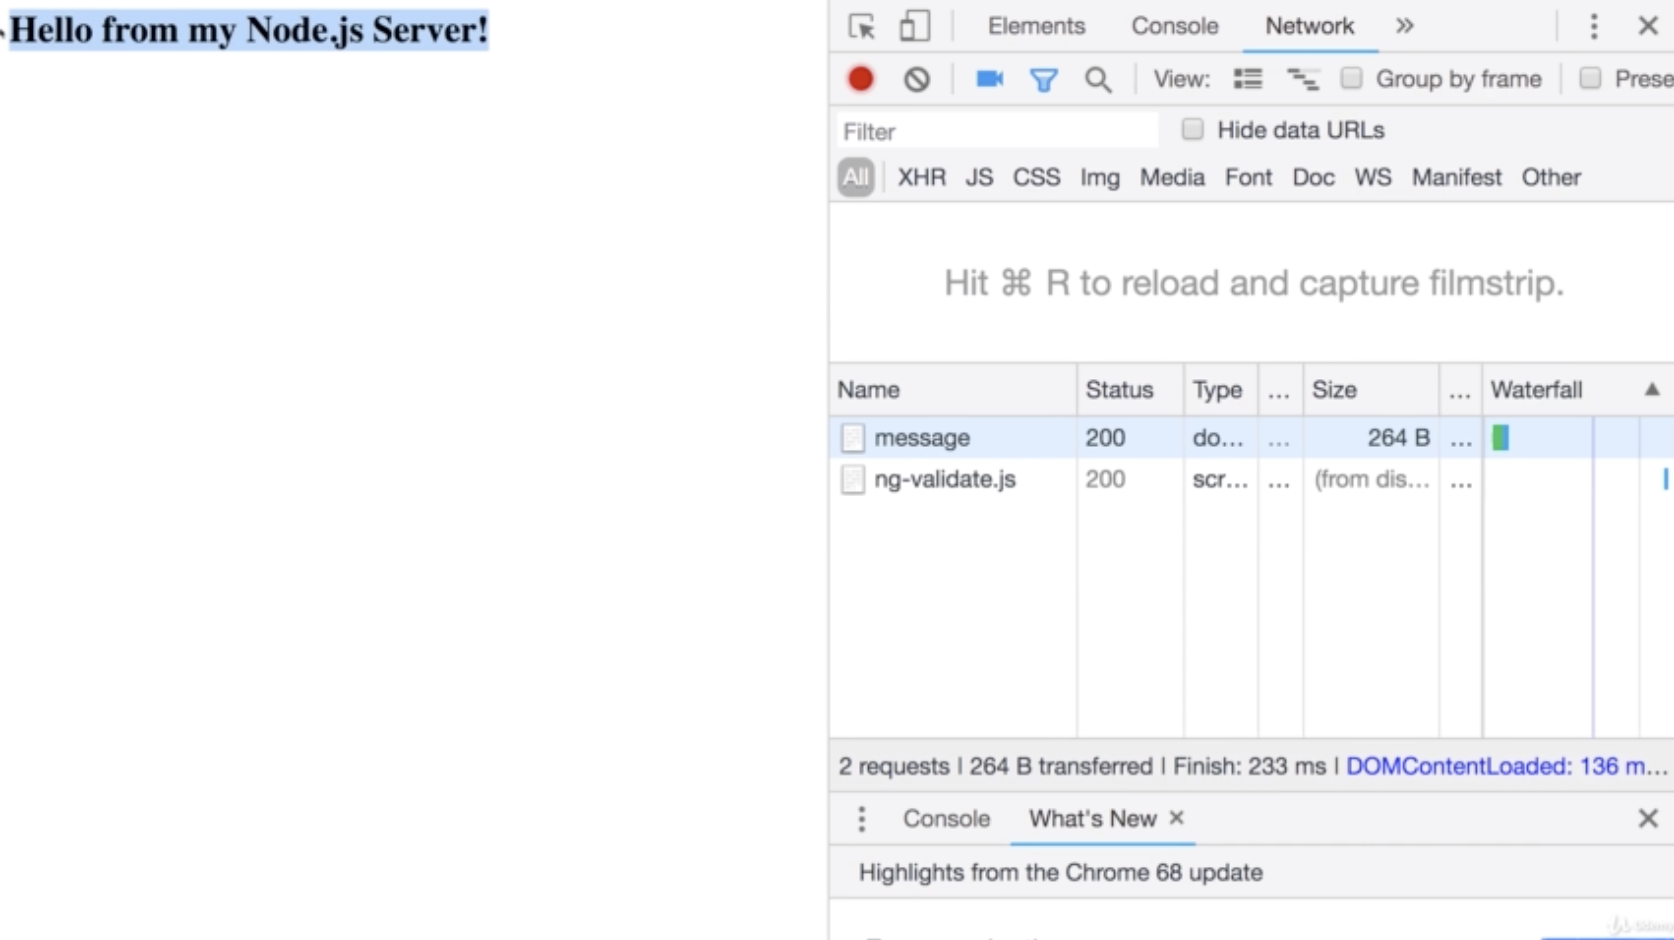 Hello from my Node.js Server!
Elements Console Network »
View: Group by frame Prese
Filter Hide data URLs
All XHR JS CSS Img Media Font Doc WS Manifest Other
Hit ⌘ R to reload and capture filmstrip.
Name Status Type ... Size ... Waterfall ▲
message 200 do... ... 264 B ...
ng-validate.js 200 scr... ... (from dis... ...
2 requests | 264 B transferred | Finish: 233 ms | DOMContentLoaded: 136 m...
Console What's New ×
Highlights from the Chrome 68 update